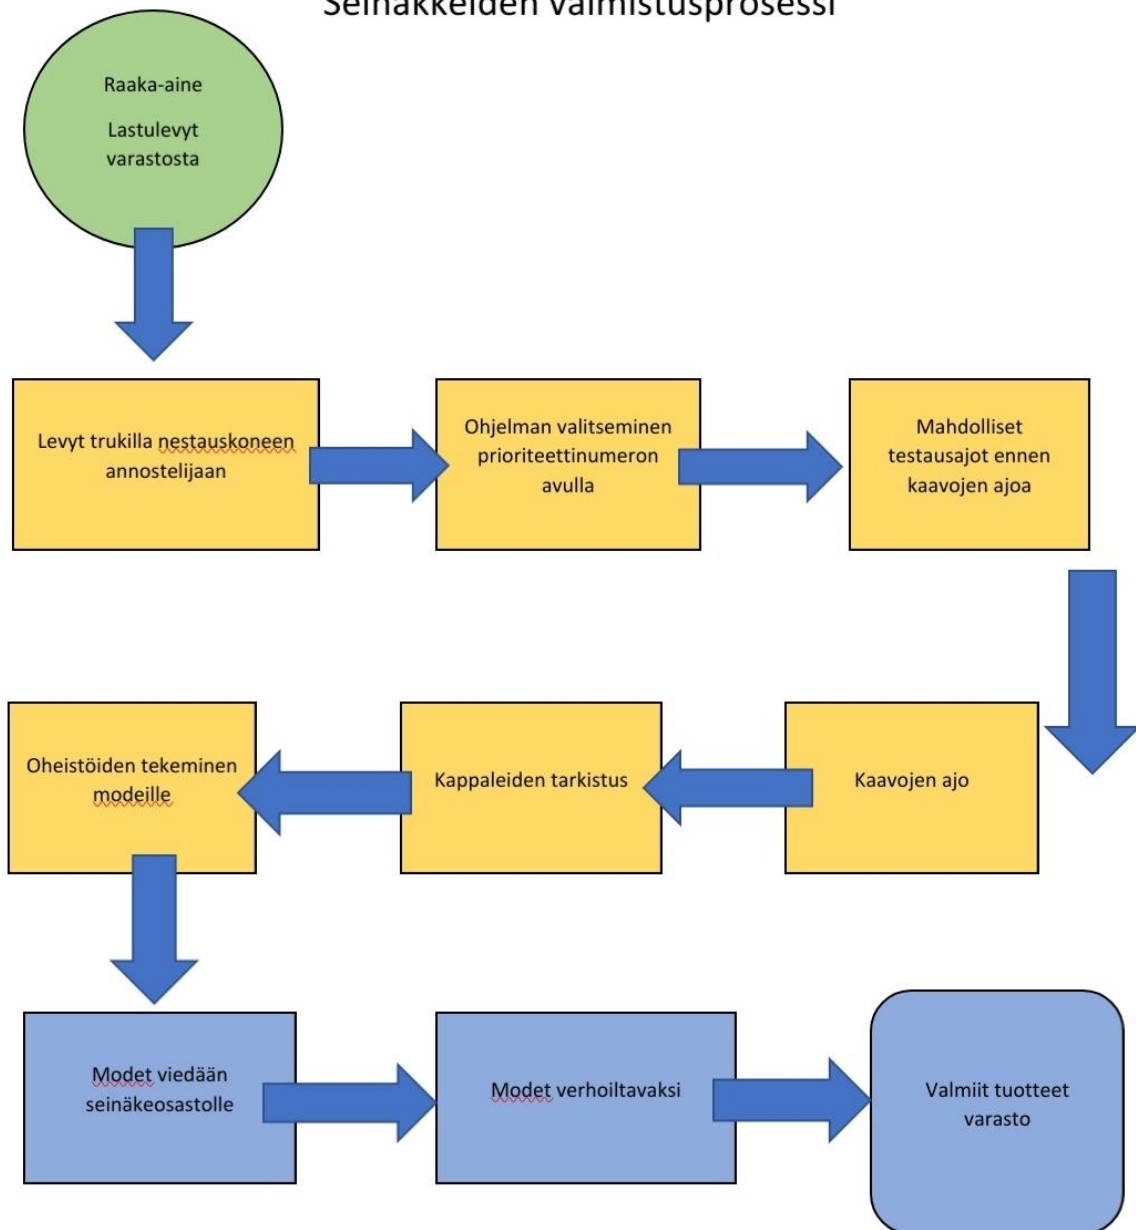 Seinäkkeiden valmistusprosessi
Raaka-aine
Lastulevyt
varastosta
Levyt trukilla nestauskoneen
annostelijaan
Ohjelman valitseminen
prioriteettinumeron
avulla
Mahdolliset
testausajot ennen
kaavojen ajoa
Oheistöiden tekeminen
modeille
Kappaleiden tarkistus
Kaavojen ajo
Modet viedään
seinäkeosastolle
Modet verhoiltavaksi
Valmiit tuotteet
varasto